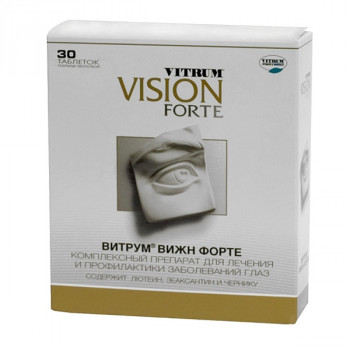 30
ТАБЛЕТОК
VITRUM
VISION
FORTE
VITRUM
ВИТРУМ® ВИЖН ФОРТЕ
КОМПЛЕКСНЫЙ ПРЕПАРАТ ДЛЯ ЛЕЧЕНИЯ
И ПРОФИЛАКТИКИ ЗАБОЛЕВАНИЙ ГЛАЗ
СОДЕРЖИТ ЛЮТЕИН, ЗЕАКСАНТИН И ЧЕРНИКУ